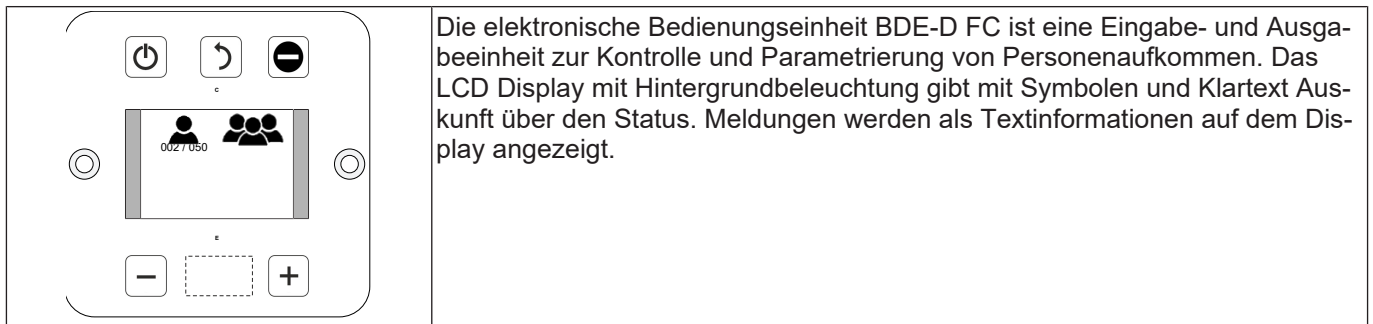 C
002 / 050
E
Die elektronische Bedienungseinheit BDE-D FC ist eine Eingabe- und Ausga-
beeinheit zur Kontrolle und Parametrierung von Personenaufkommen. Das
LCD Display mit Hintergrundbeleuchtung gibt mit Symbolen und Klartext Aus-
kunft über den Status. Meldungen werden als Textinformationen auf dem Dis-
play angezeigt.